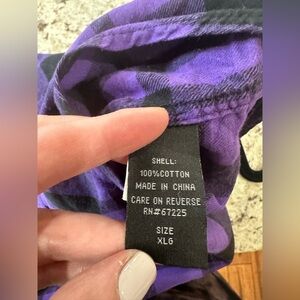 SHELL:
100%COTTON
MADE IN CHINA
CARE ON REVERSE
RN#67225
SIZE
XLG